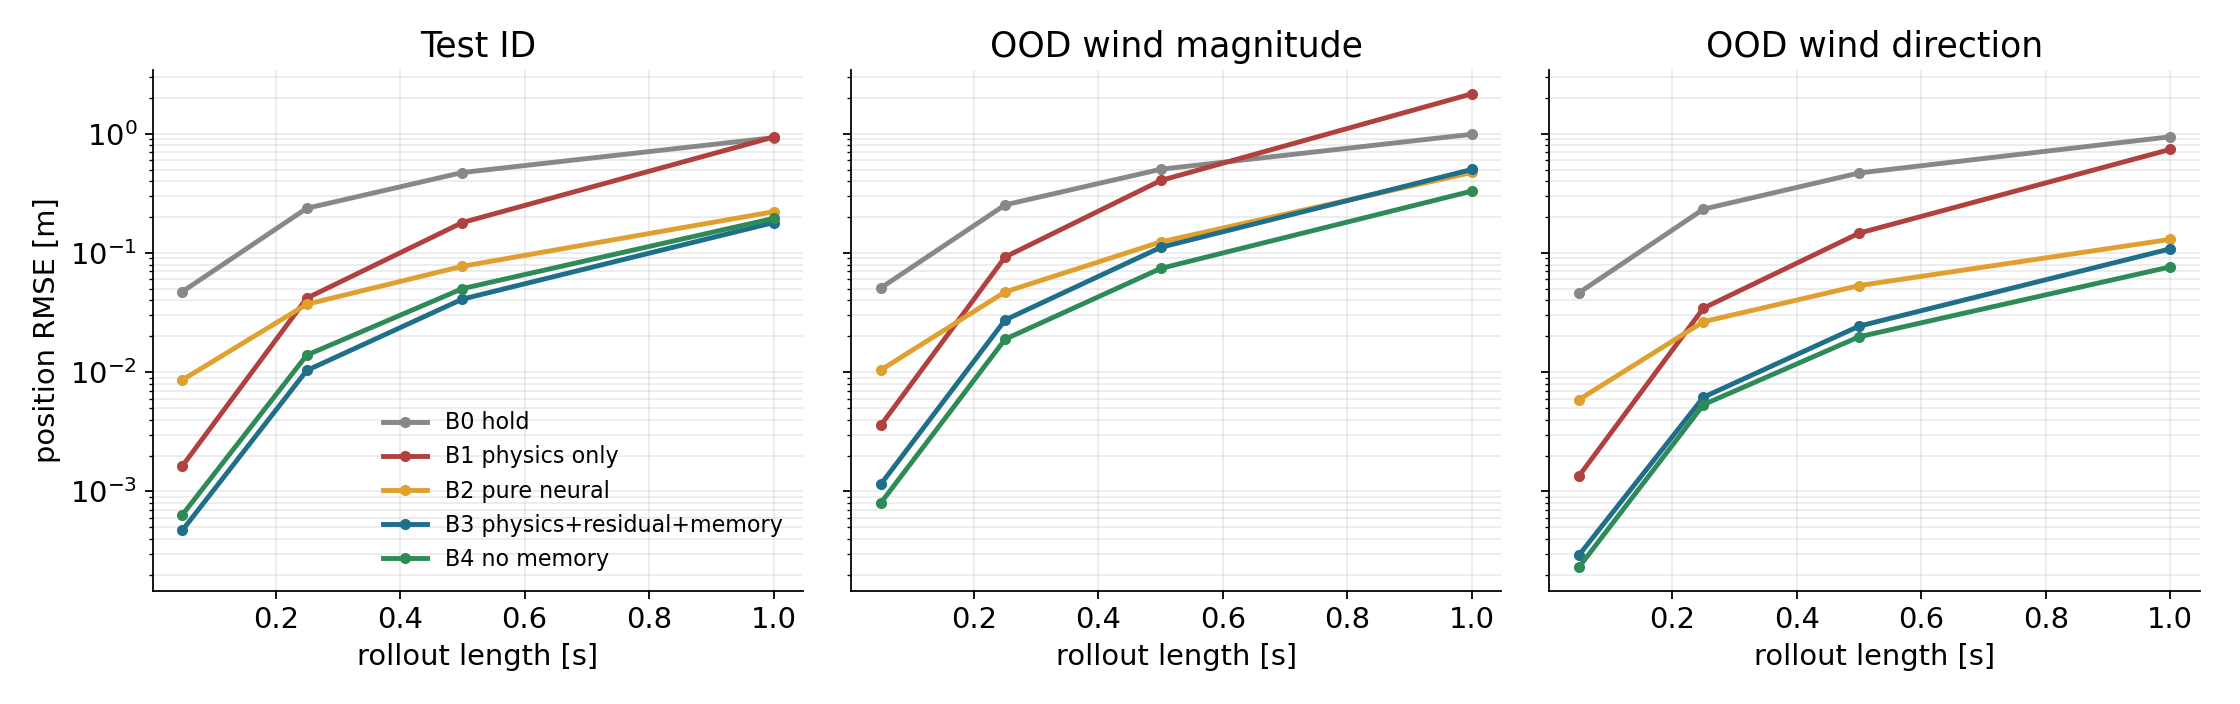 Test ID
OOD wind magnitude
OOD wind direction
position RMSE [m]
10⁰
10⁻¹
10⁻²
10⁻³
B0 hold
B1 physics only
B2 pure neural
B3 physics+residual+memory
B4 no memory
0.2 0.4 0.6 0.8 1.0
0.2 0.4 0.6 0.8 1.0
0.2 0.4 0.6 0.8 1.0
rollout length [s]
rollout length [s]
rollout length [s]